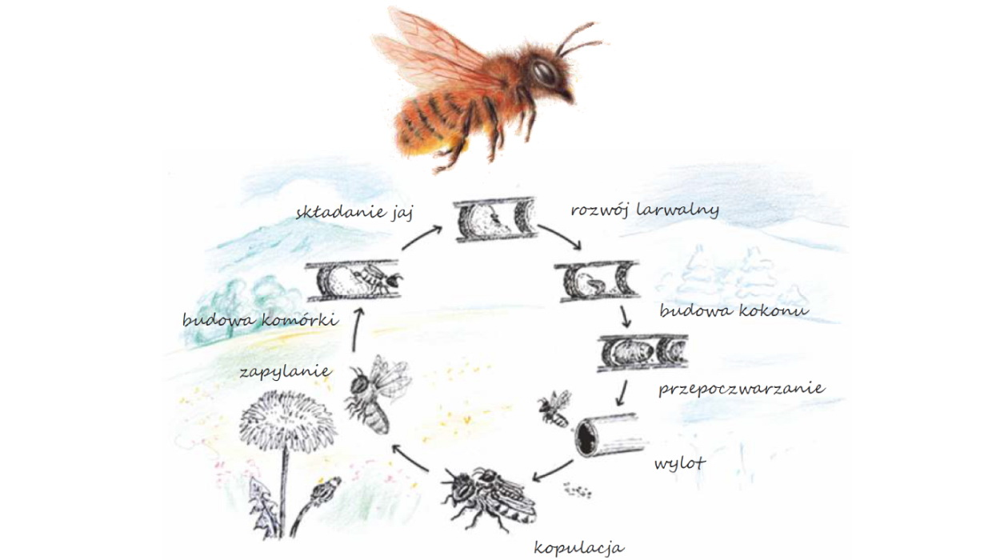 składanie jaj
rozwój larwalny
budowa komórki
budowa kokonu
zapylanie
przepoczwarzanie
wylot
kopulacja